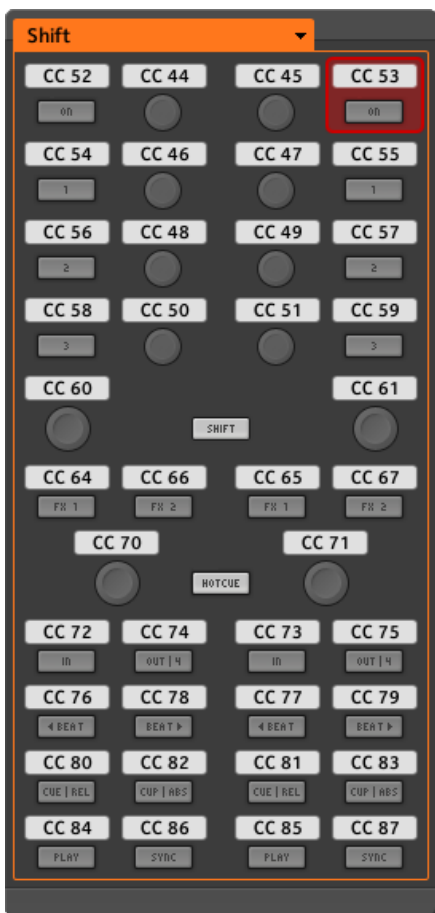 Shift
CC 52 CC 44 CC 45 CC 53
ON ON
CC 54 CC 46 CC 47 CC 55
1 1
CC 56 CC 48 CC 49 CC 57
2 2
CC 58 CC 50 CC 51 CC 59
3 3
CC 60 CC 61
SHIFT
CC 64 CC 66 CC 65 CC 67
FX 1 FX 2 FX 1 FX 2
CC 70 CC 71
HOTCUE
CC 72 CC 74 CC 73 CC 75
IN OUT | 4 IN OUT | 4
CC 76 CC 78 CC 77 CC 79
◀ BEAT BEAT ▶ ◀ BEAT BEAT ▶
CC 80 CC 82 CC 81 CC 83
CUE | REL CUP | ABS CUE | REL CUP | ABS
CC 84 CC 86 CC 85 CC 87
PLAY SYNC PLAY SYNC